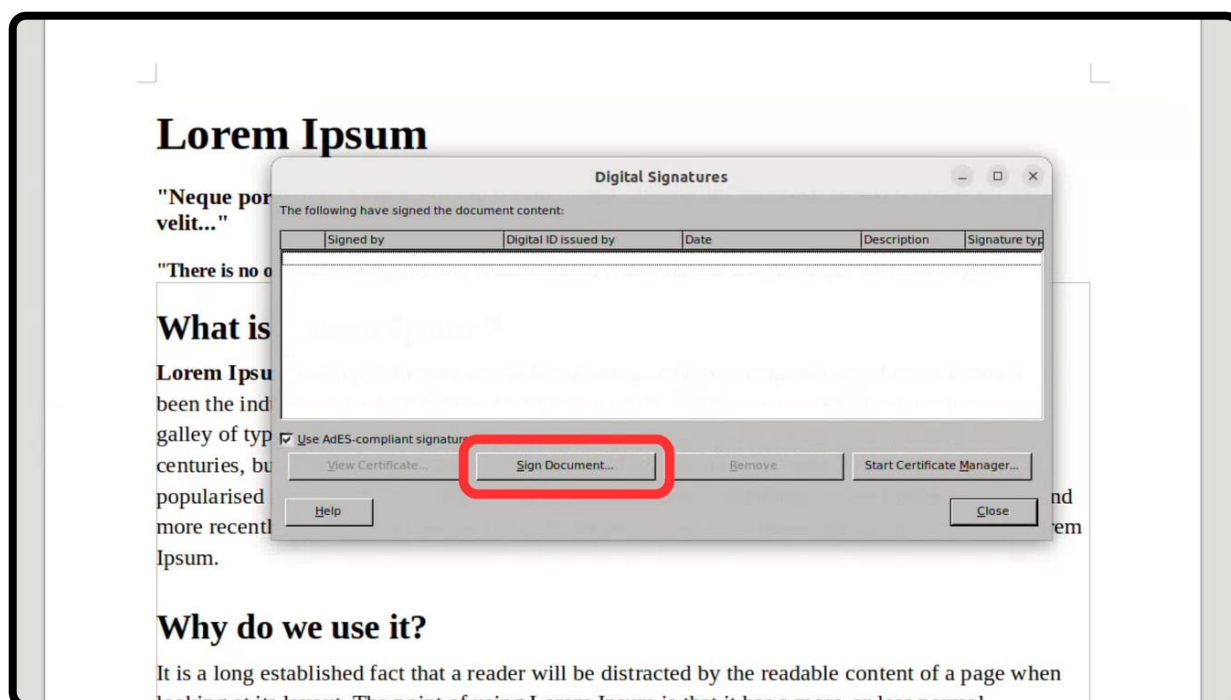 Lorem Ipsum
"Neque por
velit..."
"There is no o
What is
Lorem Ipsu
been the ind
galley of typ
centuries, bu
popularised
more recentl
Ipsum.
Digital Signatures
The following have signed the document content:
Signed by Digital ID issued by Date Description Signature typ
Use AdES-compliant signature
View Certificate... Sign Document... Remove Start Certificate Manager...
Help Close
nd
rem
Why do we use it?
It is a long established fact that a reader will be distracted by the readable content of a page when